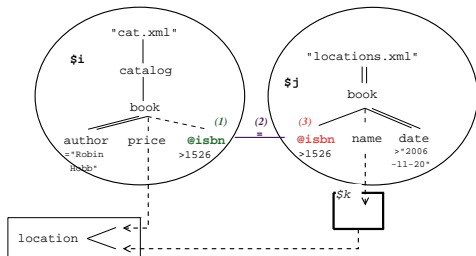 "cat.xml"
$i
catalog
book
(1)
author price @isbn
="Robin
Hobb"
>1526
(2)
=
"locations.xml"
$j
book
(3)
@isbn name date
>1526
>"2006
-11-20"
$k
location